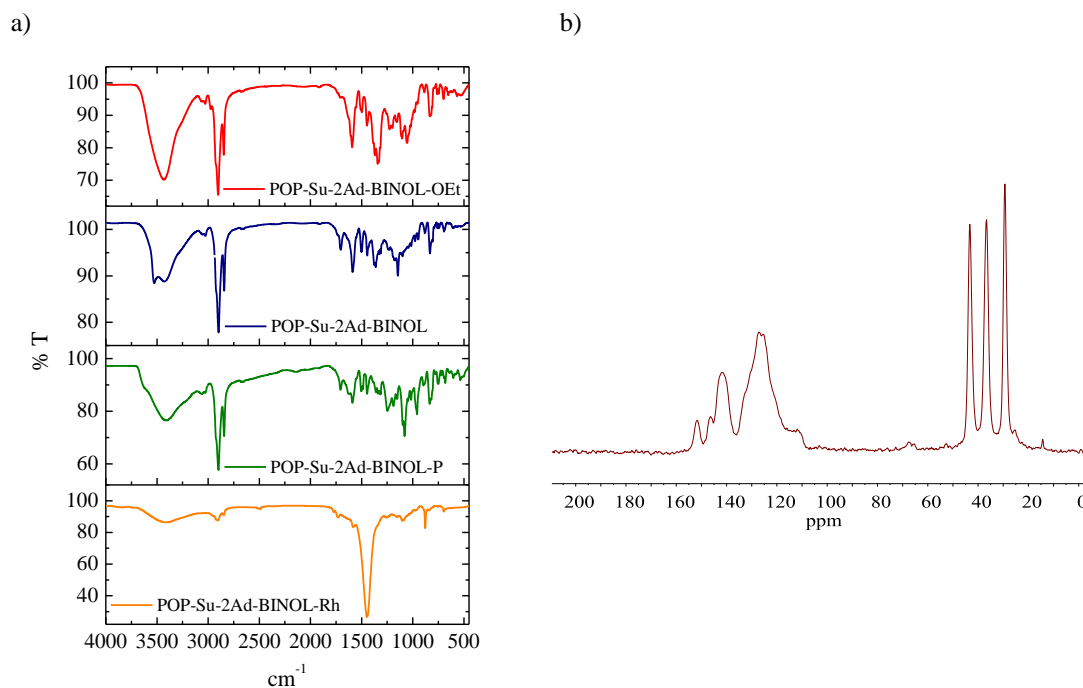 a)
b)
% T
100
90
80
70
POP-Su-2Ad-BINOL-OEt
100
90
80
POP-Su-2Ad-BINOL
100
80
60
POP-Su-2Ad-BINOL-P
100
80
60
40
POP-Su-2Ad-BINOL-Rh
4000 3500 3000 2500 2000 1500 1000 500
cm-1
200 180 160 140 120 100 80 60 40 20 0
ppm